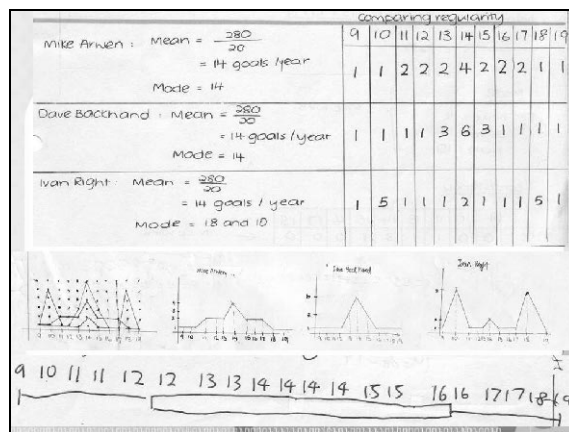 comparing regularity
9 10 11 12 13 14 15 16 17 18 19
Mike Arwen : Mean = 280
20
= 14 goals/year
Mode = 14
1 1 2 2 2 4 2 2 2 1 1
Dave Backhand : Mean = 280
20
= 14 goals/year
Mode = 14
1 1 1 1 3 6 3 1 1 1 1
Ivan Right : Mean = 280
20
= 14 goals / year
Mode = 18 and 10
1 5 1 1 1 2 1 1 1 5 1
Mike Arwen
Ivan Right
9 10 11 11 12 12 13 13 14 14 14 14 15 15 16 16 17 17 18 19